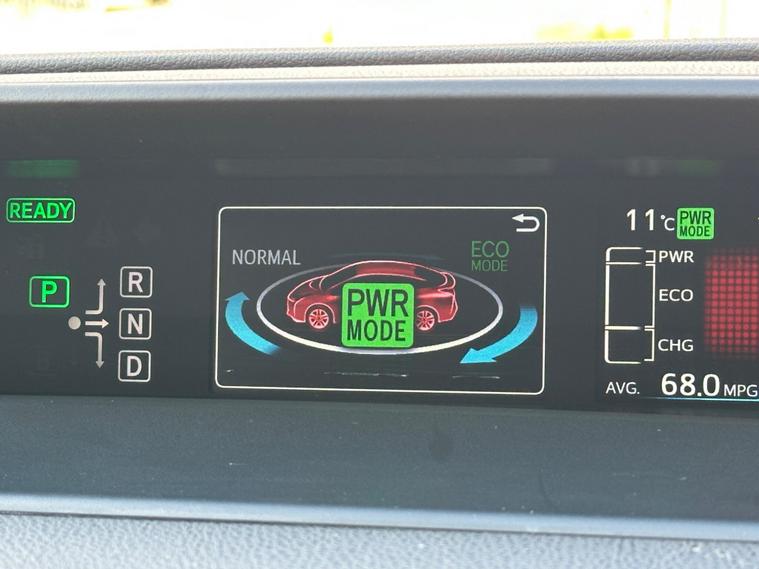 READY
P
R
N
D
NORMAL
ECO
MODE
PWR
MODE
11°C
PWR
MODE
PWR
ECO
CHG
AVG. 68.0 MPG